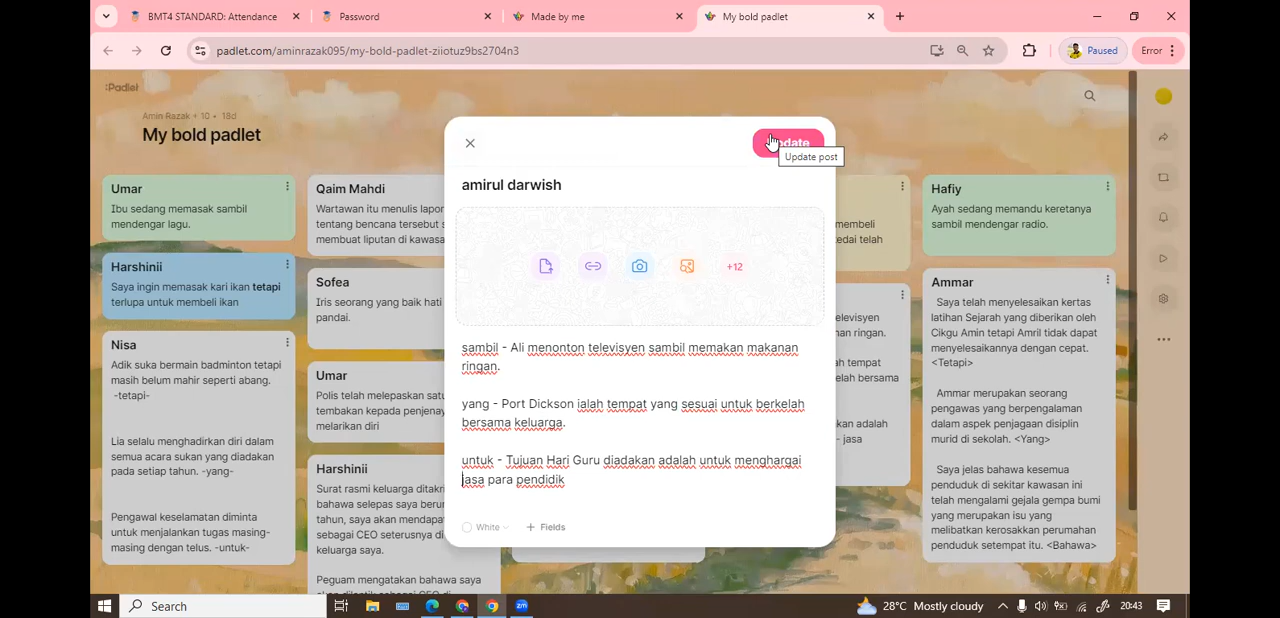 BMT4 STANDARD: Attendance
Password
Made by me
My bold padlet
padlet.com/aminrazak095/my-bold-padlet-ziiotuz9bs2704n3
Paused
Error
:Padlet
Amin Razak + 10 • 18d
My bold padlet
Umar
Ibu sedang memasak sambil
mendengar lagu.
Harshinii
Saya ingin memasak kari ikan tetapi
terlupa untuk membeli ikan
Nisa
Adik suka bermain badminton tetapi
masih belum mahir seperti abang.
-tetapi-
Lia selalu menghadirkan diri dalam
semua acara sukan yang diadakan
pada setiap tahun. -yang-
Pengawal keselamatan diminta
untuk menjalankan tugas masing-
masing dengan telus. -untuk-
Qaim Mahdi
Wartawan itu menulis lapor
tentang bencana tersebut s
membuat liputan di kawasa
Sofea
Iris seorang yang baik hati
pandai.
Umar
Polis telah melepaskan satu
tembakan kepada penjenay
melarikan diri
Harshinii
Surat rasmi keluarga ditakri
bahawa selepas saya beru
tahun, saya akan mendapat
sebagai CEO seterusnya di
keluarga saya.
Peguam mengatakan bahawa saya
Update post
amirul darwish
+12
sambil - Ali menonton televisyen sambil memakan makanan
ringan.
yang - Port Dickson ialah tempat yang sesuai untuk berkelah
bersama keluarga.
untuk - Tujuan Hari Guru diadakan adalah untuk menghargai
jasa para pendidik
White
+ Fields
membeli
edai telah
elevisyen
nan ringan.
h tempat
elah bersama
kan adalah
- jasa
Hafiy
Ayah sedang memandu keretanya
sambil mendengar radio.
Ammar
Saya telah menyelesaikan kertas
latihan Sejarah yang diberikan oleh
Cikgu Amin tetapi Amril tidak dapat
menyelesaikannya dengan cepat.
<Tetapi>
Ammar merupakan seorang
pengawas yang berpengalaman
dalam aspek penjagaan disiplin
murid di sekolah. <Yang>
Saya jelas bahawa kesemua
penduduk di sekitar kawasan ini
telah mengalami gejala gempa bumi
yang merupakan isu yang
melibatkan kerosakkan perumahan
penduduk setempat itu. <Bahawa>
Search
28°C Mostly cloudy
20:43